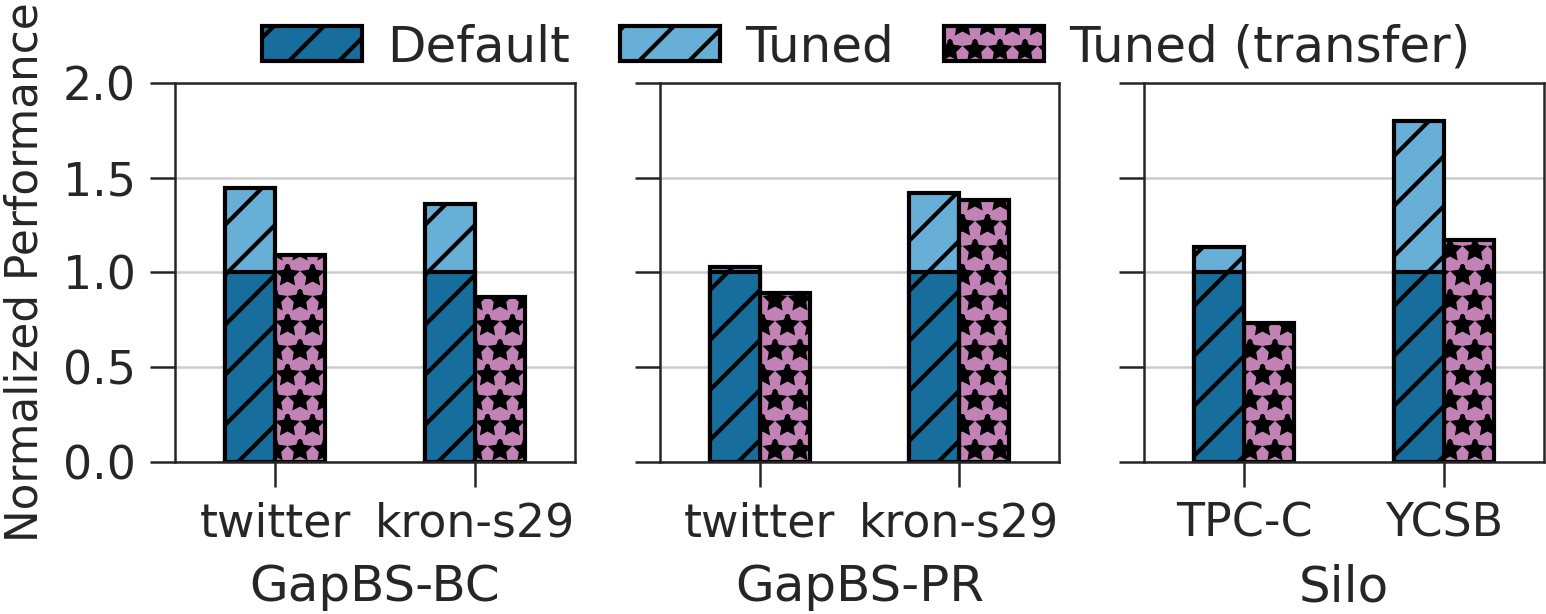 Default Tuned Tuned (transfer)
Normalized Performance
2.0
1.5
1.0
0.5
0.0
twitter kron-s29 twitter kron-s29 TPC-C YCSB
GapBS-BC GapBS-PR Silo